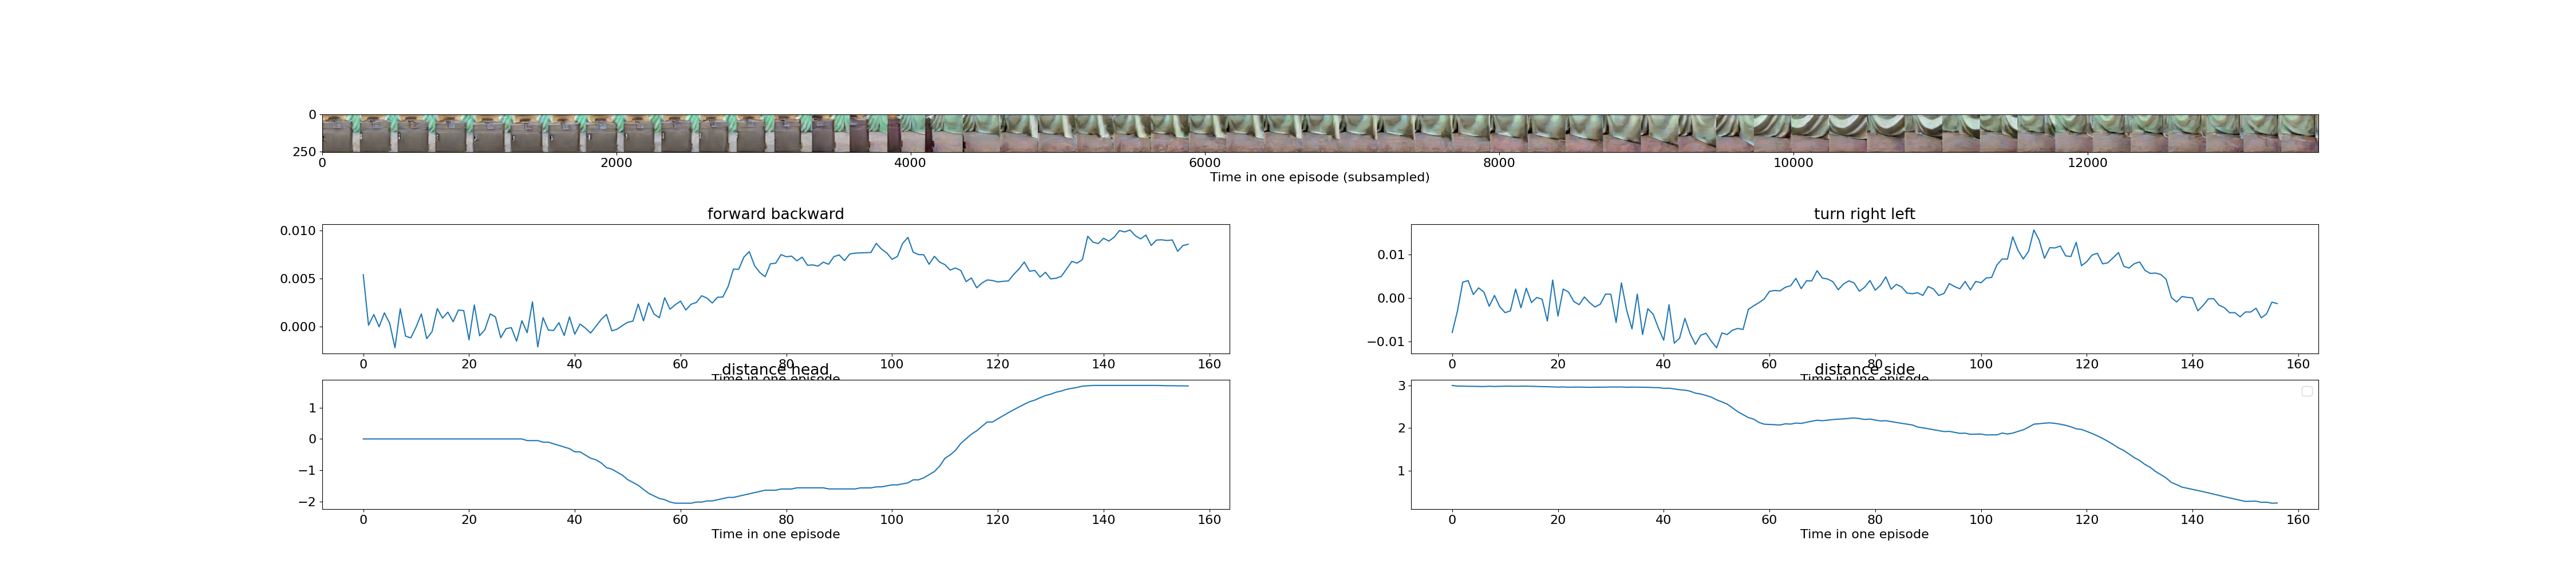 0
250
0 2000 4000 6000 8000 10000 12000
Time in one episode (subsampled)
forward backward
turn right left
0.010
0.005
0.000
0.01
0.00
−0.01
0 20 40 60 80 100 120 140 160
0 20 40 60 80 100 120 140 160
Time in one episode
Time in one episode
distance head
distance side
1
0
−1
−2
3
2
1
0 20 40 60 80 100 120 140 160
0 20 40 60 80 100 120 140 160
Time in one episode
Time in one episode